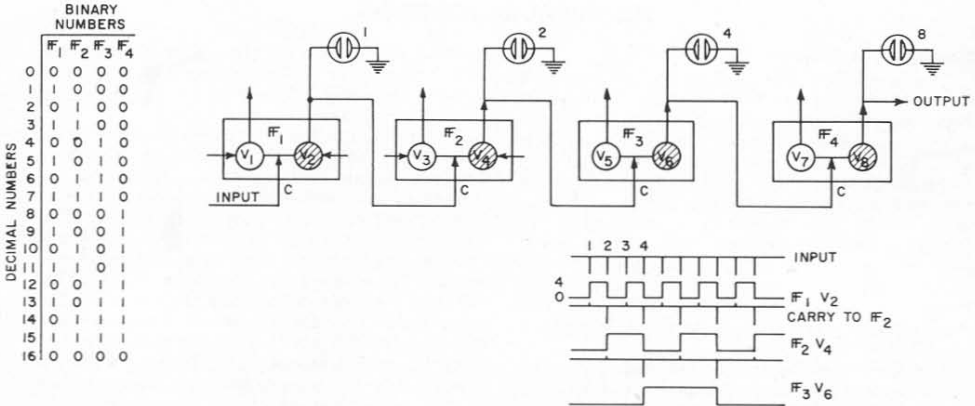 BINARY
NUMBERS
FF1 FF2 FF3 FF4
DECIMAL NUMBERS
0 0 0 0 0
1 1 0 0 0
2 0 1 0 0
3 1 1 0 0
4 0 0 1 0
5 1 0 1 0
6 0 1 1 0
7 1 1 1 0
8 0 0 0 1
9 1 0 0 1
10 0 1 0 1
11 1 1 0 1
12 0 0 1 1
13 1 0 1 1
14 0 1 1 1
15 1 1 1 1
16 0 0 0 0
1 2 4 8
OUTPUT
FF1 FF2 FF3 FF4
V1 V2 V3 V4 V5 V6 V7 V8
C C C C
INPUT
1 2 3 4
INPUT
4
0
FF1 V2
CARRY TO FF2
FF2 V4
FF3 V6